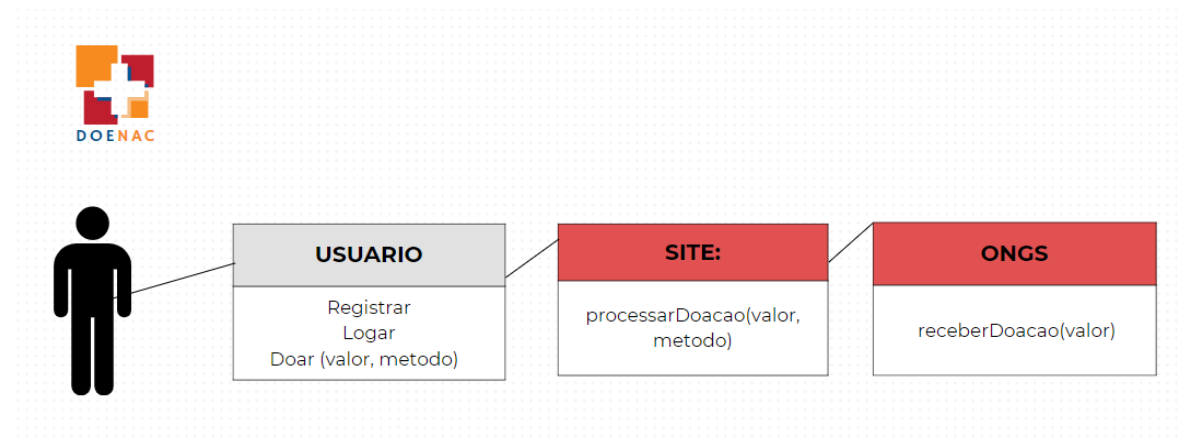 DOENAC
USUARIO
Registrar
Logar
Doar (valor, metodo)
SITE:
processarDoacao(valor,
metodo)
ONGS
receberDoacao(valor)